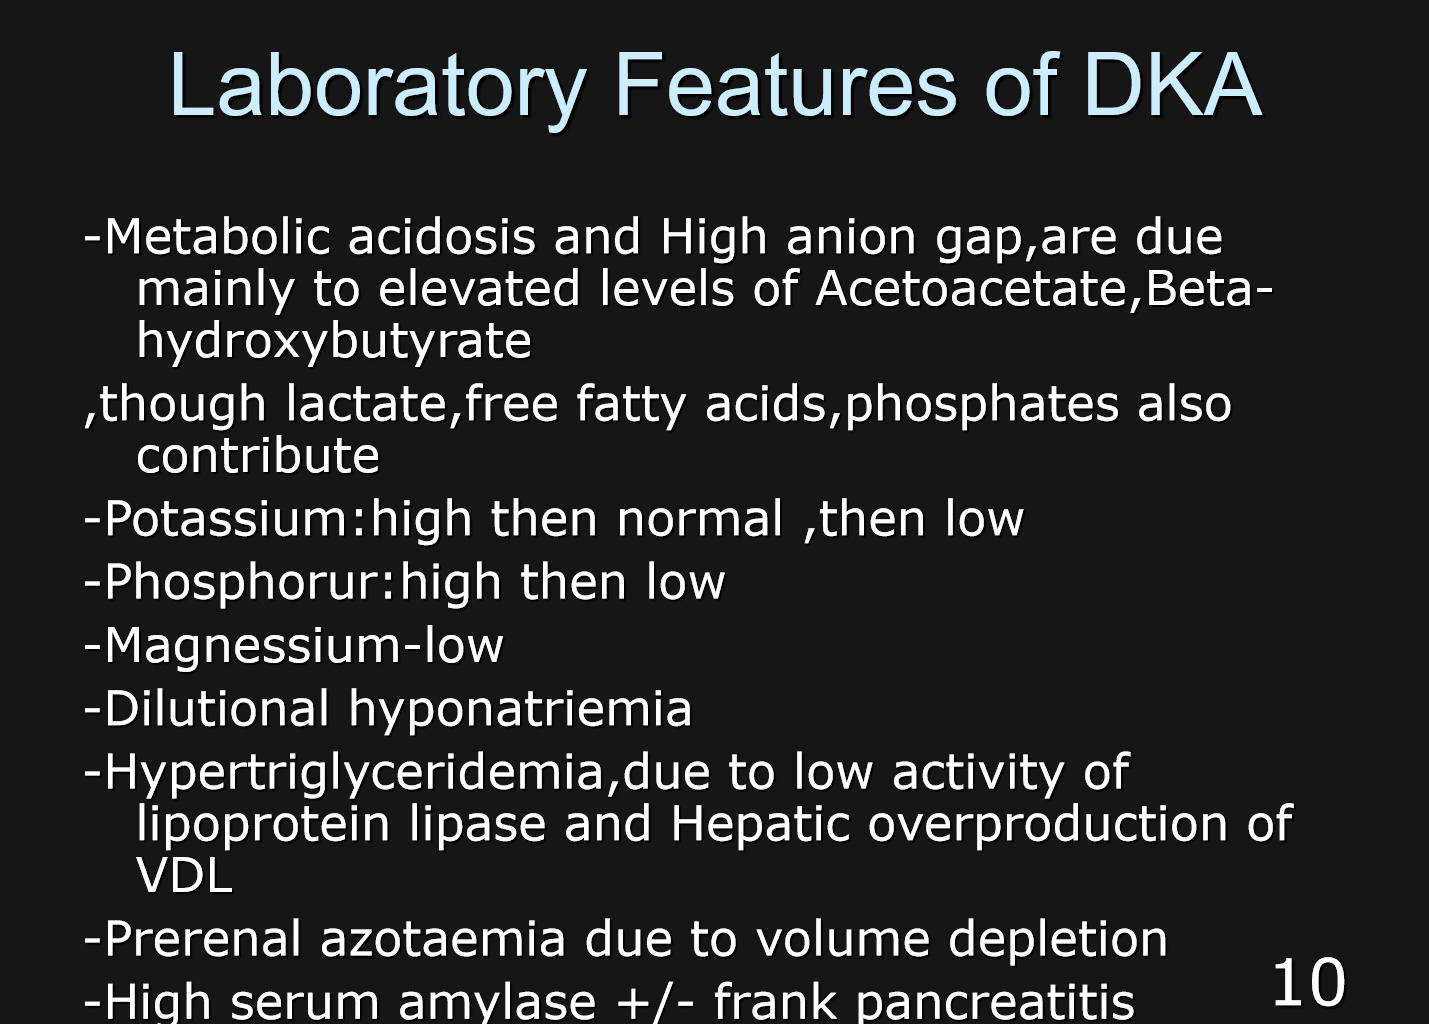 Laboratory Features of DKA
-Metabolic acidosis and High anion gap,are due
mainly to elevated levels of Acetoacetate,Beta-
hydroxybutyrate
,though lactate,free fatty acids,phosphates also
contribute
-Potassium:high then normal ,then low
-Phosphorur:high then low
-Magnessium-low
-Dilutional hyponatriemia
-Hypertriglyceridemia,due to low activity of
lipoprotein lipase and Hepatic overproduction of
VDL
-Prerenal azotaemia due to volume depletion
-High serum amylase +/- frank pancreatitis
10